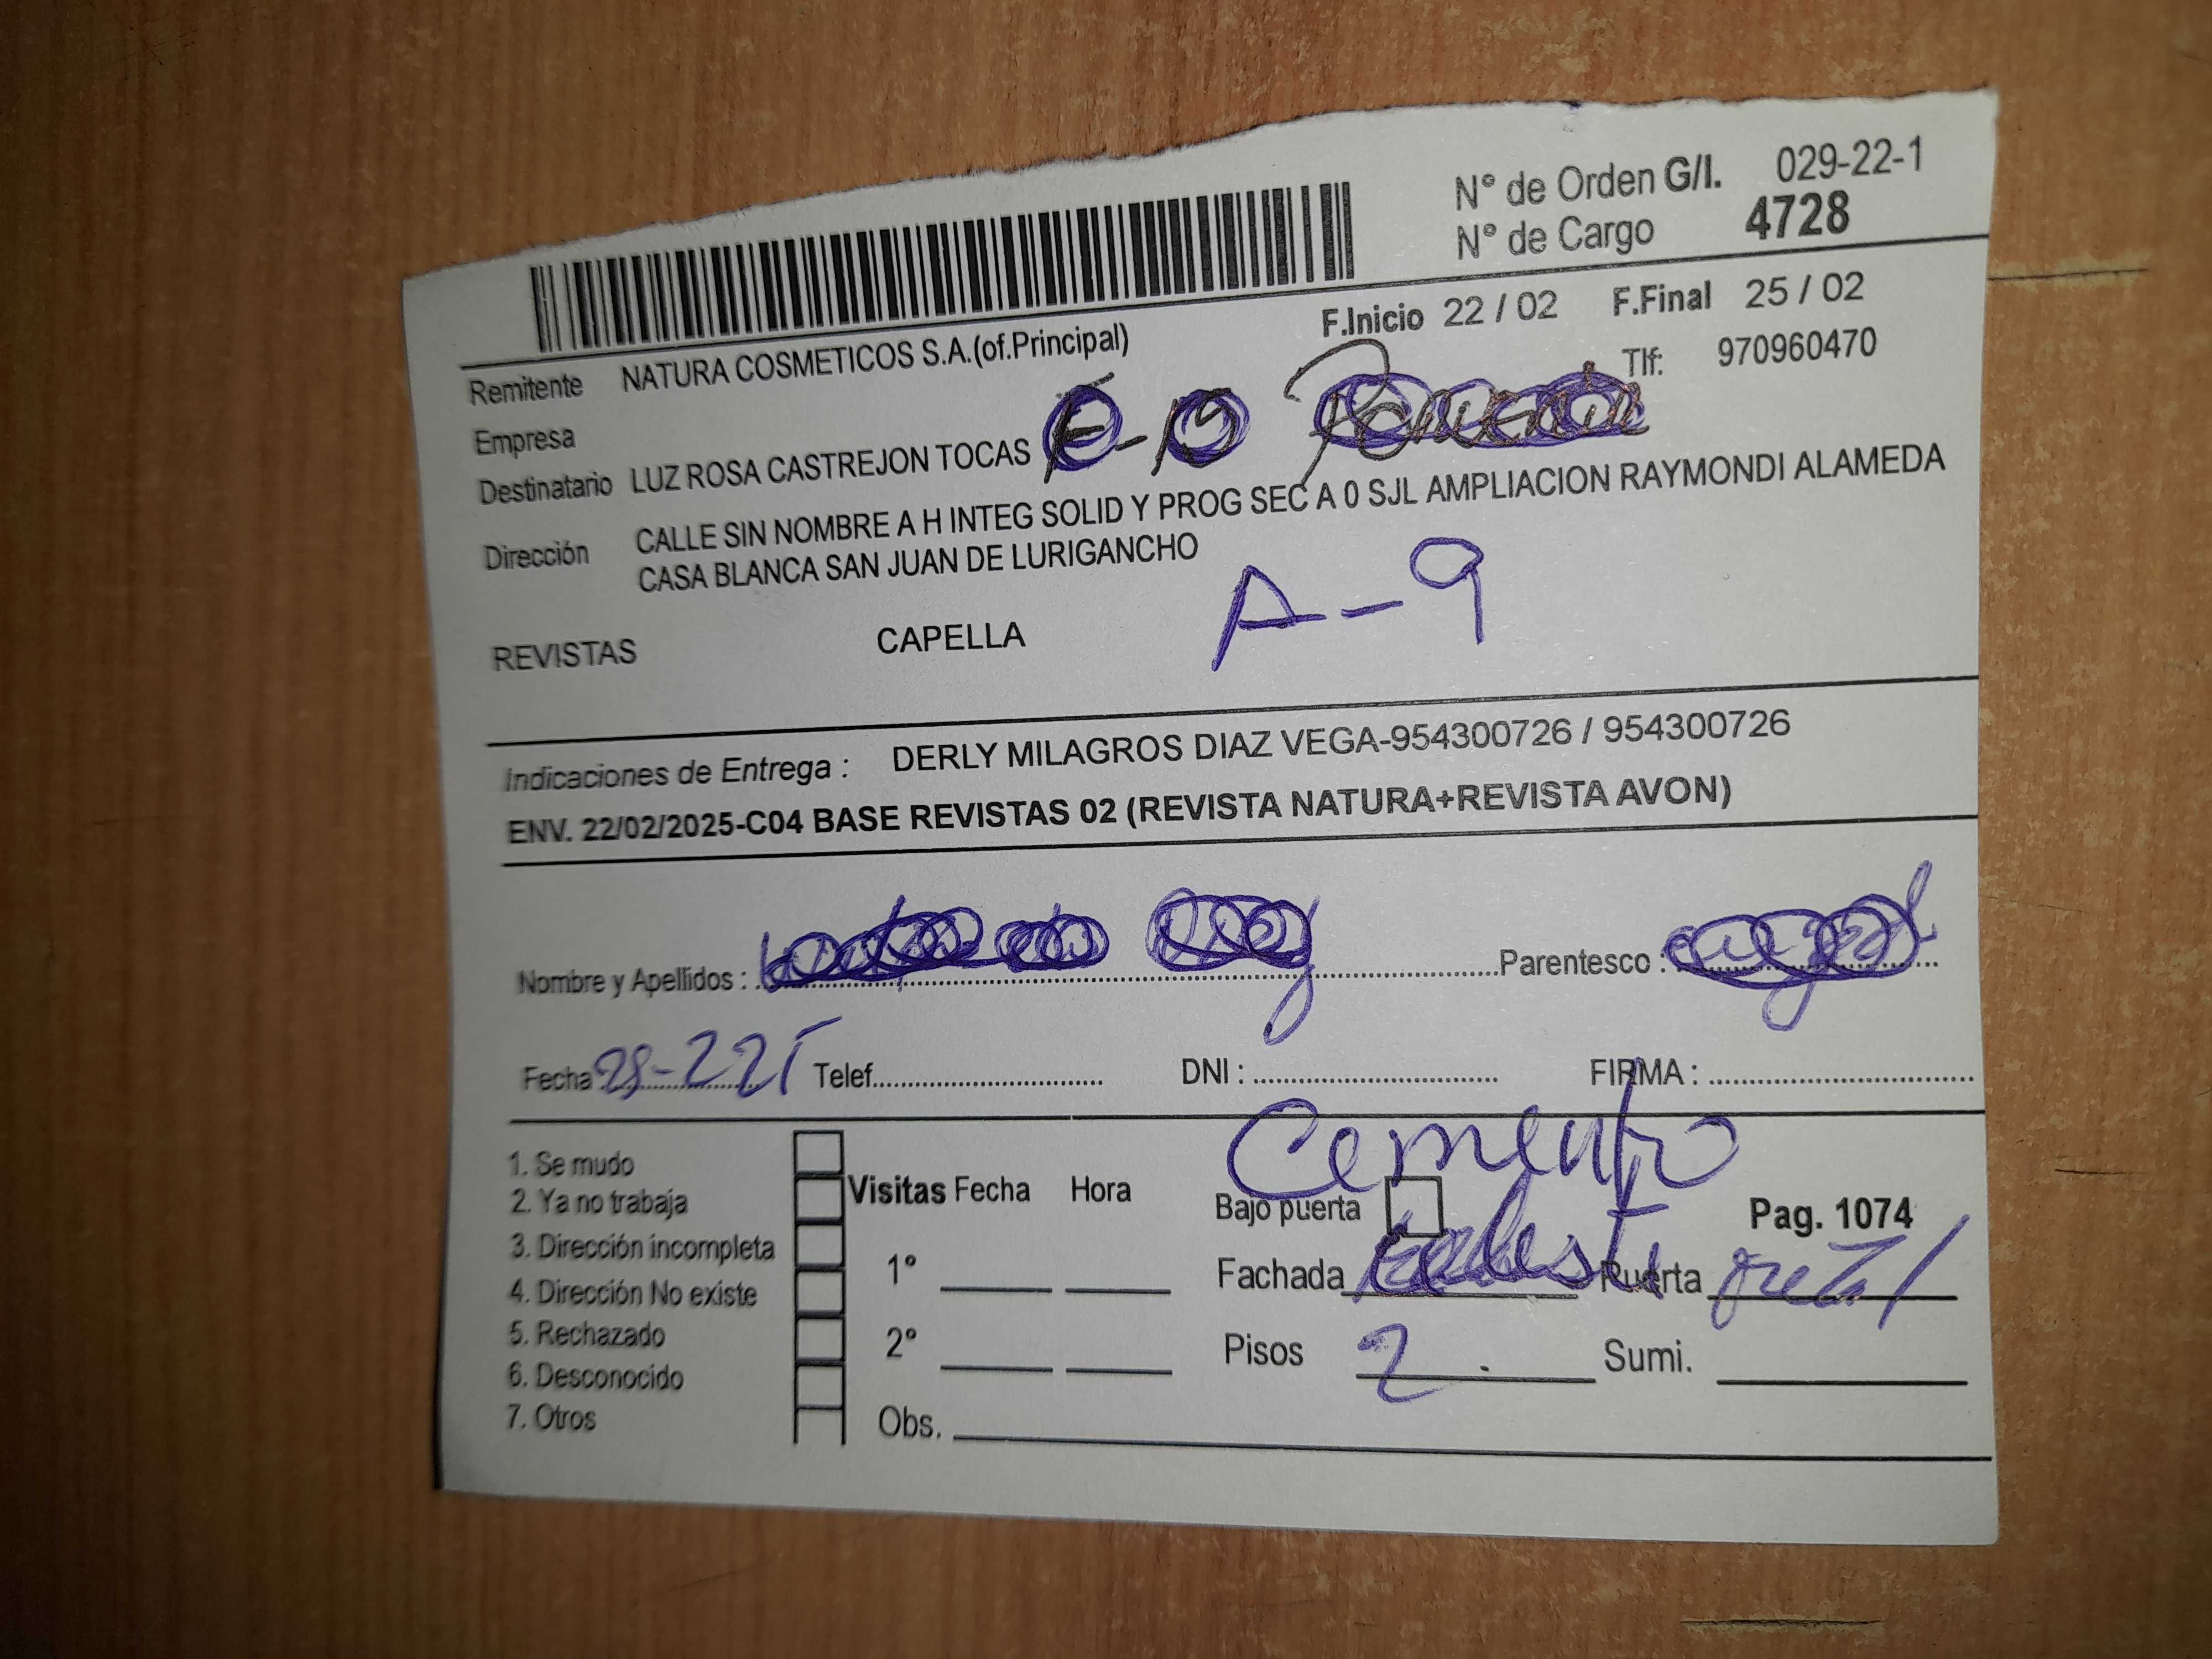 N° de Orden G/I. 029-22-1
N° de Cargo 4728
F.Inicio 22 / 02 F.Final 25 / 02
Remitente NATURA COSMETICOS S.A.(of.Principal) Tlf: 970960470
Empresa
Destinatario LUZ ROSA CASTREJON TOCAS
Dirección CALLE SIN NOMBRE A H INTEG SOLID Y PROG SEC A 0 SJL AMPLIACION RAYMONDI ALAMEDA
CASA BLANCA SAN JUAN DE LURIGANCHO
A-9
REVISTAS CAPELLA
Indicaciones de Entrega : DERLY MILAGROS DIAZ VEGA-954300726 / 954300726
ENV. 22/02/2025-C04 BASE REVISTAS 02 (REVISTA NATURA+REVISTA AVON)
Nombre y Apellidos : Parentesco :
Fecha Telef. DNI : FIRMA :
Cemento
1. Se mudo
2. Ya no trabaja
3. Dirección incompleta
4. Dirección No existe
5. Rechazado
6. Desconocido
7. Otros
Visitas Fecha Hora
1°
2°
Obs.
Bajo puerta Pag. 1074
Fachada Puerta
Pisos 2 Sumi.